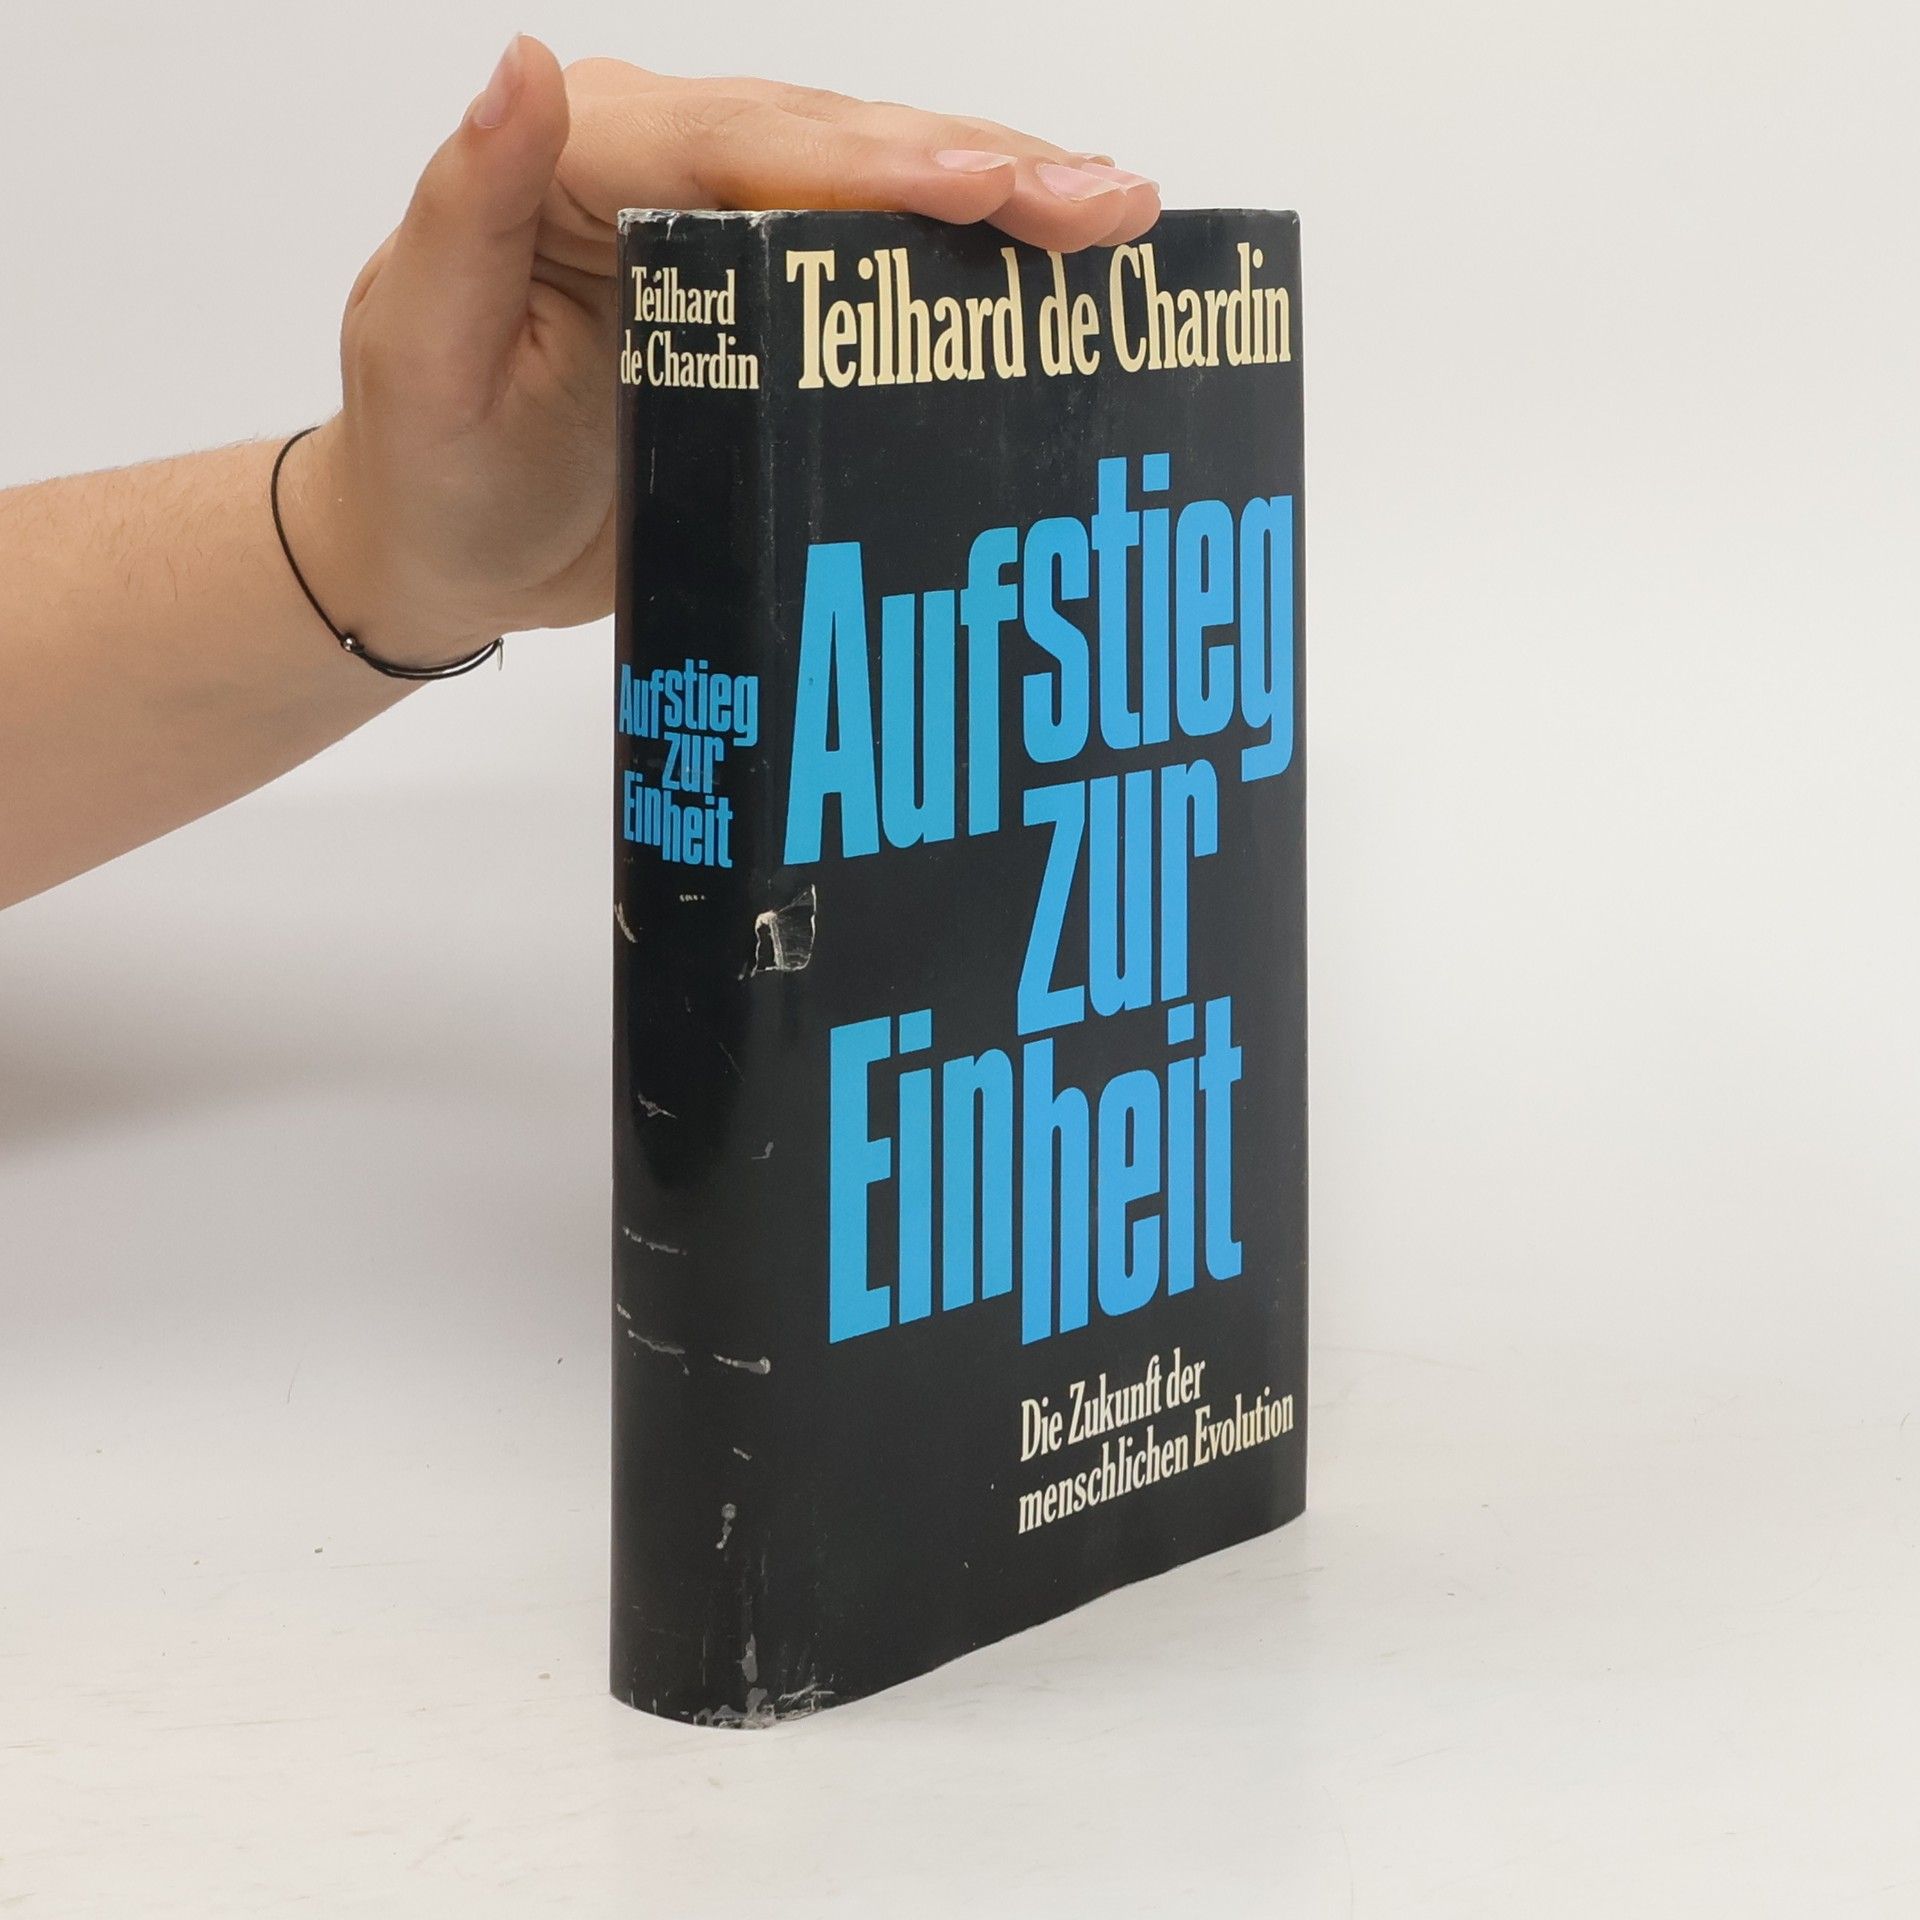 Teilhard
de Chardin
Aufstieg
zur
Einheit
Teilhard de Chardin
Aufstieg
zur
Einheit
Die Zukunft der
menschlichen Evolution